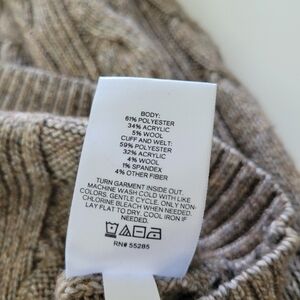 BODY:
61% POLYESTER
34% ACRYLIC
5% WOOL
CUFF AND WELT:
59% POLYESTER
32% ACRYLIC
4% WOOL
1% SPANDEX
4% OTHER FIBER
TURN GARMENT INSIDE OUT.
MACHINE WASH COLD WITH LIKE
COLORS. GENTLE CYCLE. ONLY NON-
CHLORINE BLEACH WHEN NEEDED.
LAY FLAT TO DRY. COOL IRON IF
NEEDED.
RN# 55285